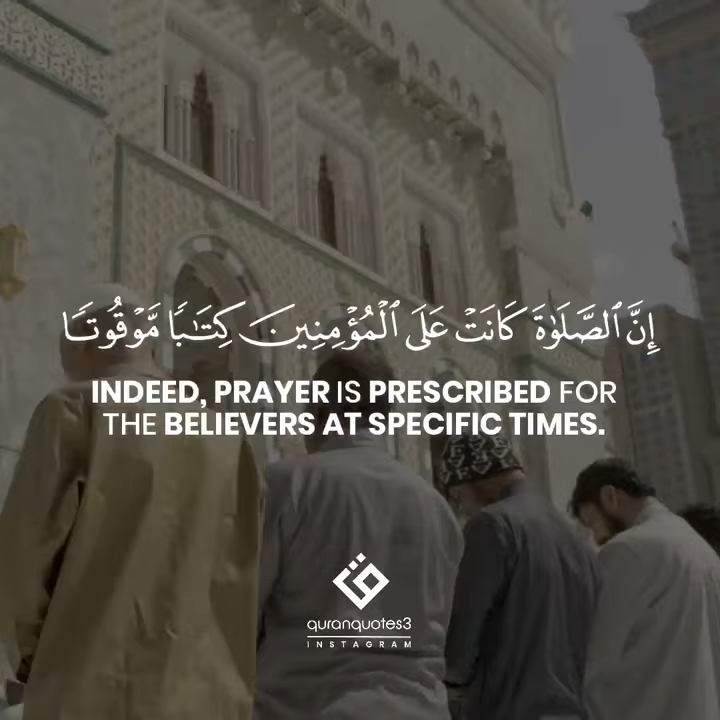 إِنَّ ٱلصَّلَوٰةَ كَانَتْ عَلَى ٱلْمُؤْمِنِينَ كِتَـٰبًا مَّوْقُوتًا
INDEED, PRAYER IS PRESCRIBED FOR
THE BELIEVERS AT SPECIFIC TIMES.
quranquotes3
INSTAGRAM